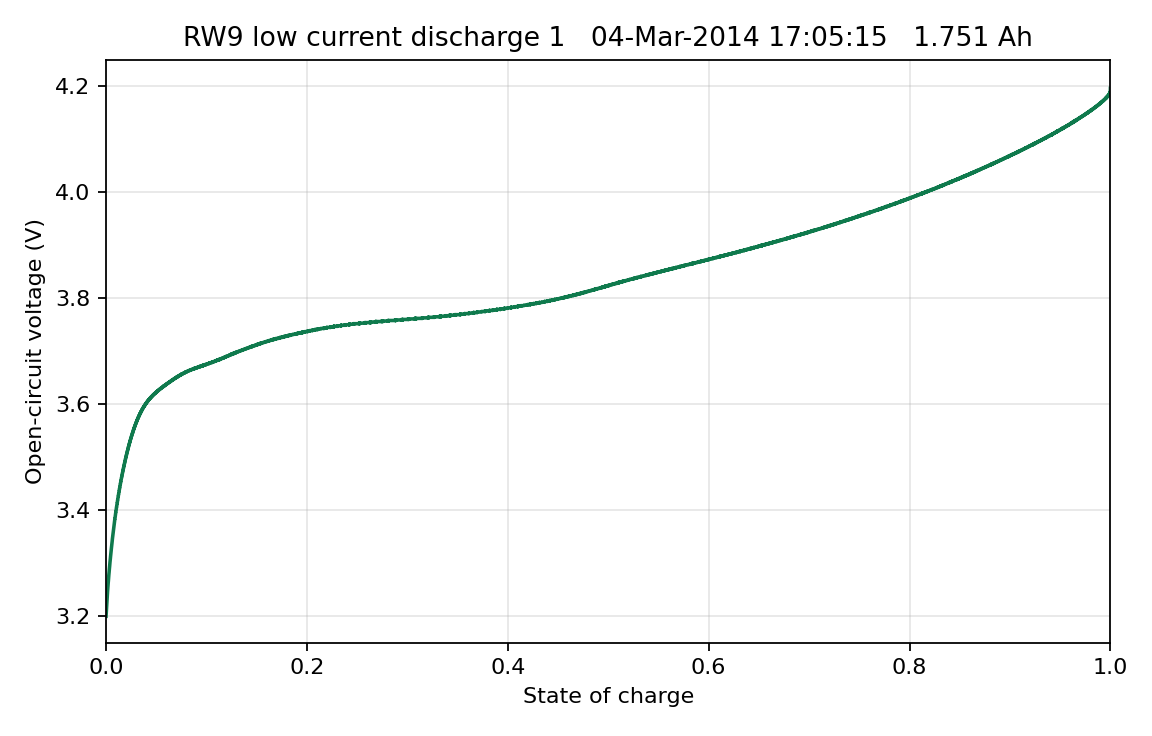 RW9 low current discharge 1   04-Mar-2014 17:05:15   1.751 Ah
Open-circuit voltage (V)
4.2
4.0
3.8
3.6
3.4
3.2
0.0 0.2 0.4 0.6 0.8 1.0
State of charge